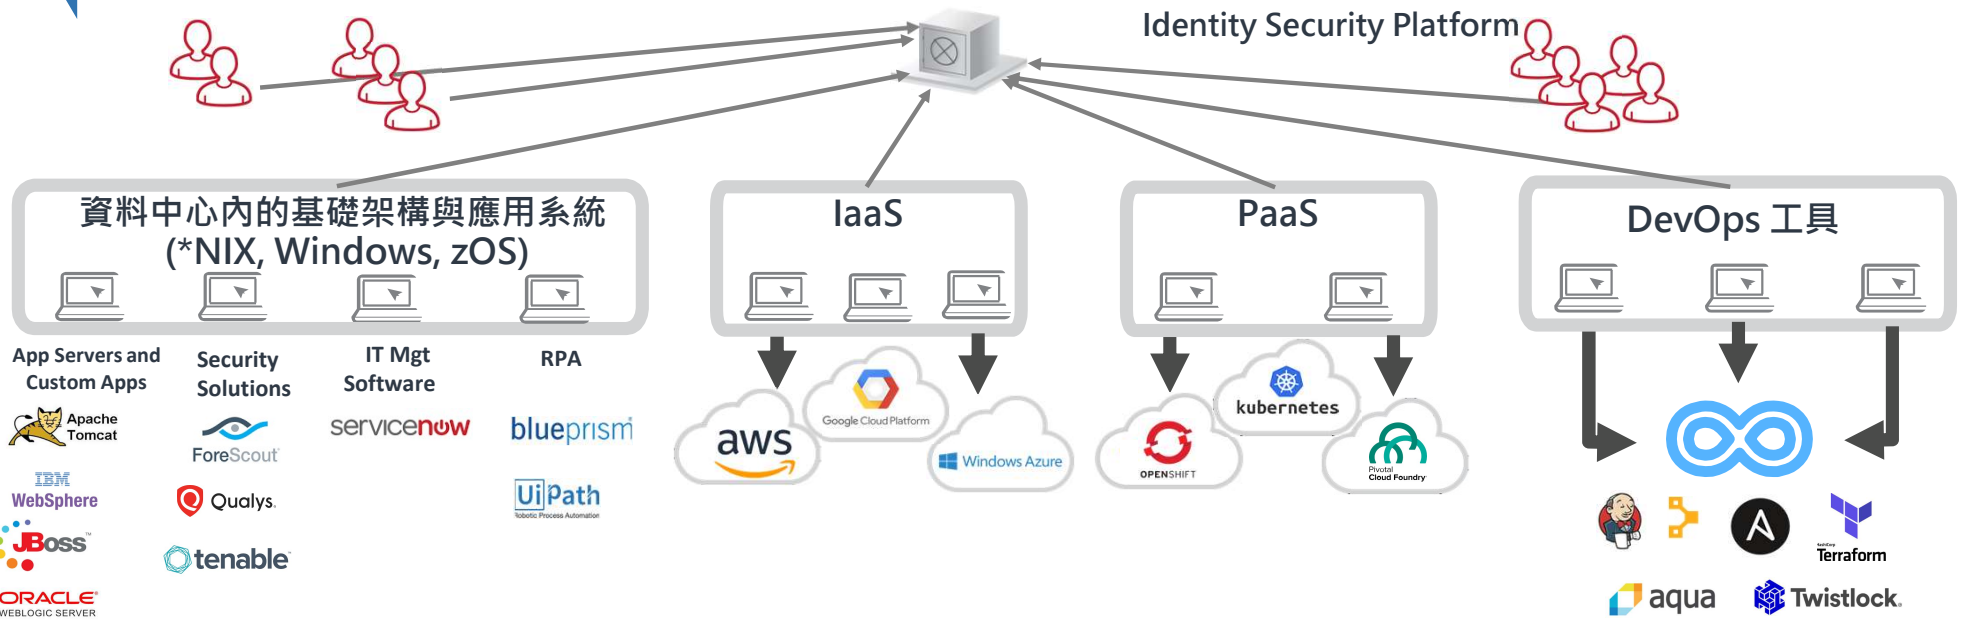 Identity Security Platform
資料中心內的基礎架構與應用系統
(*NIX, Windows, zOS)
IaaS
PaaS
DevOps 工具
App Servers and
Custom Apps
Security
Solutions
IT Mgt
Software
RPA
Apache
Tomcat
IBM
WebSphere
JBoss™
ORACLE®
WEBLOGIC SERVER
ForeScout
Qualys.
tenable
servicenow
blueprism
UiPath
Robotic Process Automation
aws
Google Cloud Platform
Windows Azure
OPENSHIFT
kubernetes
Pivotal
Cloud Foundry
A
HashiCorp
Terraform
aqua
Twistlock.